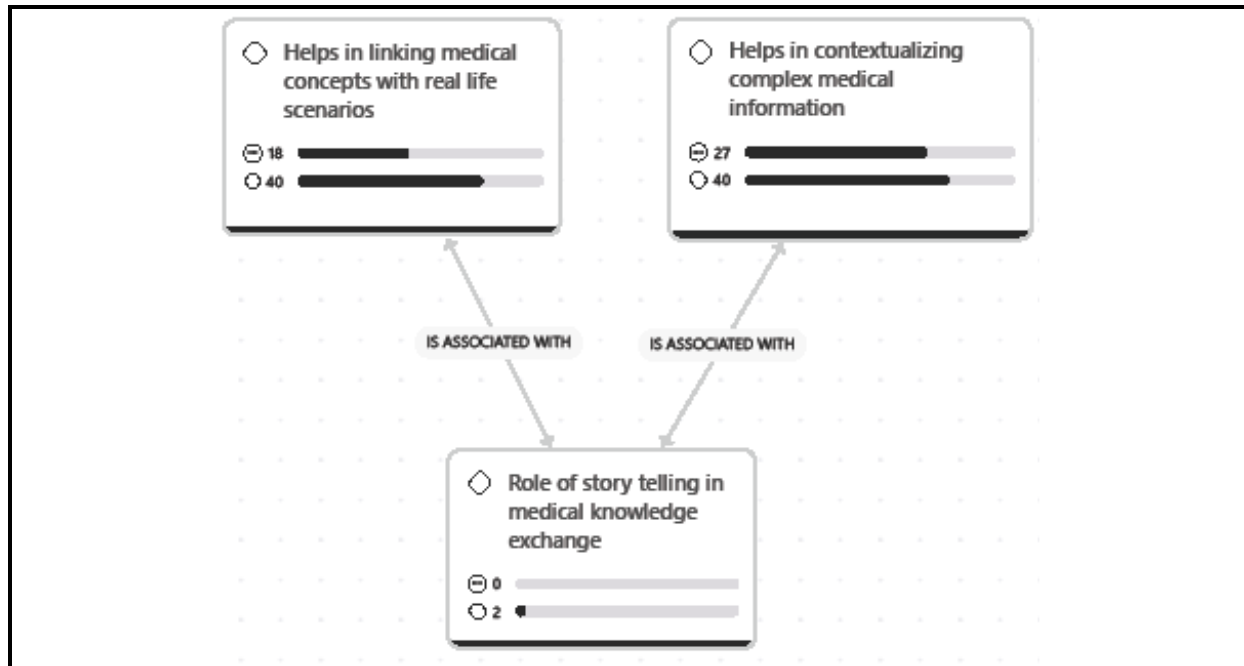 Helps in linking medical
concepts with real life
scenarios
18
40
Helps in contextualizing
complex medical
information
27
40
IS ASSOCIATED WITH
IS ASSOCIATED WITH
Role of story telling in
medical knowledge
exchange
0
2